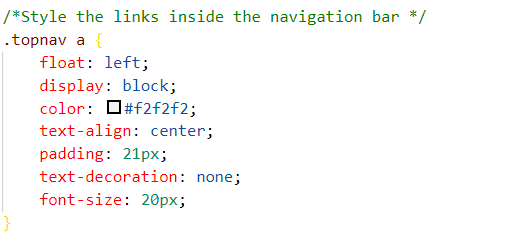 /*Style the links inside the navigation bar */
.topnav a {
float: left;
display: block;
color: #f2f2f2;
text-align: center;
padding: 21px;
text-decoration: none;
font-size: 20px;
}